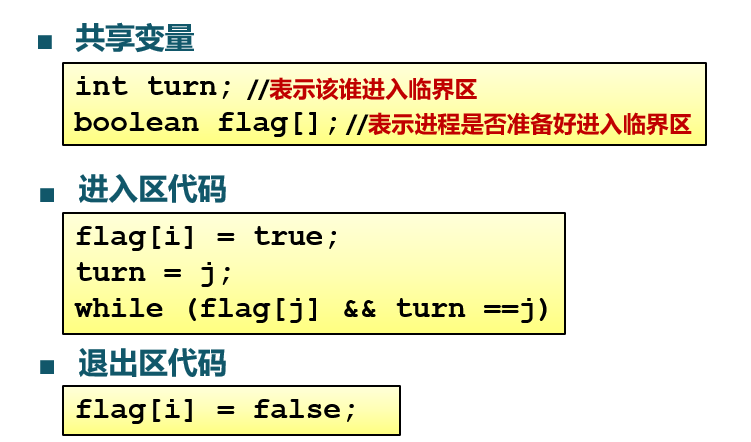 共享变量
int turn; //表示该谁进入临界区
boolean flag[]; //表示进程是否准备好进入临界区
进入区代码
flag[i] = true;
turn = j;
while (flag[j] && turn ==j)
退出区代码
flag[i] = false;